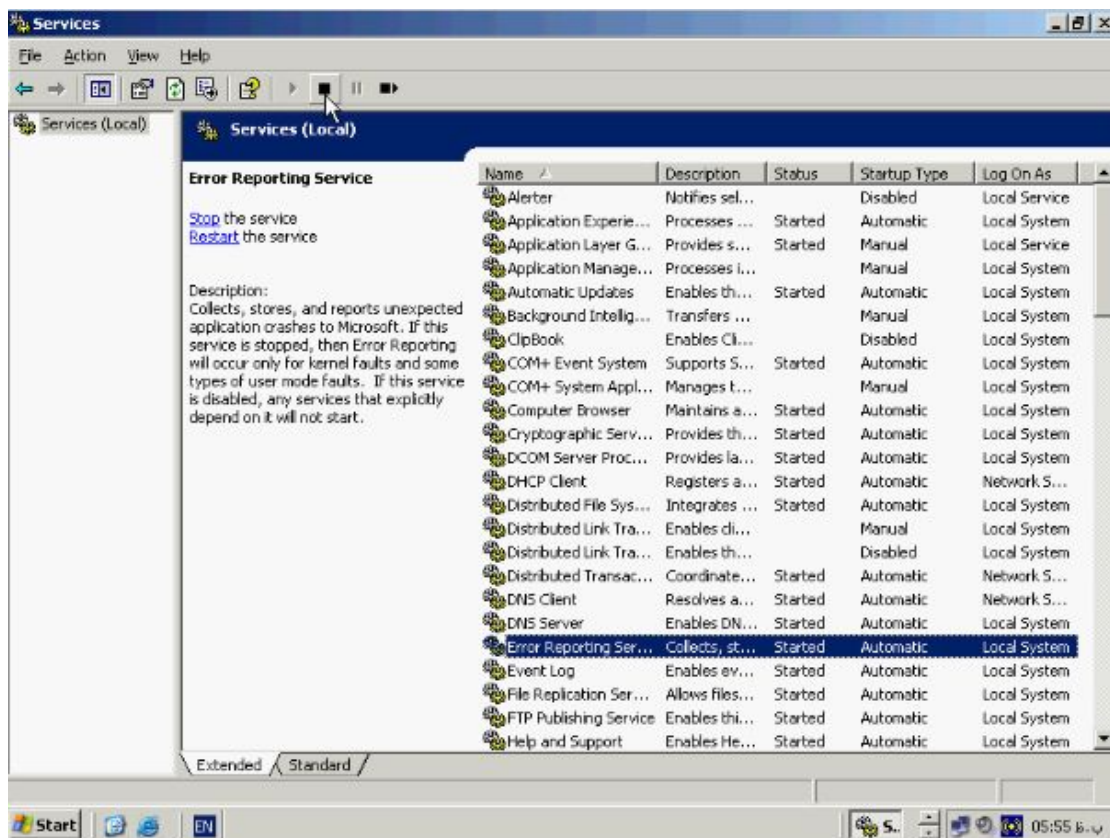 Services
File Action View Help
Services (Local)
Services (Local)
Error Reporting Service
Stop the service
Restart the service
Description:
Collects, stores, and reports unexpected
application crashes to Microsoft. If this
service is stopped, then Error Reporting
will occur only for kernel faults and some
types of user mode faults. If this service
is disabled, any services that explicitly
depend on it will not start.
Name Description Status Startup Type Log On As
Alerter Notifies sel... Disabled Local Service
Application Experie... Processes ... Started Automatic Local System
Application Layer G... Provides s... Started Manual Local Service
Application Manage... Processes i... Manual Local System
Automatic Updates Enables th... Started Automatic Local System
Background Intellig... Transfers ... Manual Local System
ClipBook Enables Cli... Disabled Local System
COM+ Event System Supports S... Started Automatic Local System
COM+ System Appl... Manages t... Manual Local System
Computer Browser Maintains a... Started Automatic Local System
Cryptographic Serv... Provides th... Started Automatic Local System
DCOM Server Proc... Provides la... Started Automatic Local System
DHCP Client Registers a... Started Automatic Network S...
Distributed File Sys... Integrates ... Started Automatic Local System
Distributed Link Tra... Enables cli... Manual Local System
Distributed Link Tra... Enables th... Disabled Local System
Distributed Transac... Coordinate... Started Automatic Network S...
DNS Client Resolves a... Started Automatic Network S...
DNS Server Enables DN... Started Automatic Local System
Error Reporting Ser... Collects, st... Started Automatic Local System
Event Log Enables ev... Started Automatic Local System
File Replication Ser... Allows files... Started Automatic Local System
FTP Publishing Service Enables thi... Started Automatic Local System
Help and Support Enables He... Started Automatic Local System
Extended Standard
Start EN S.. 05:55